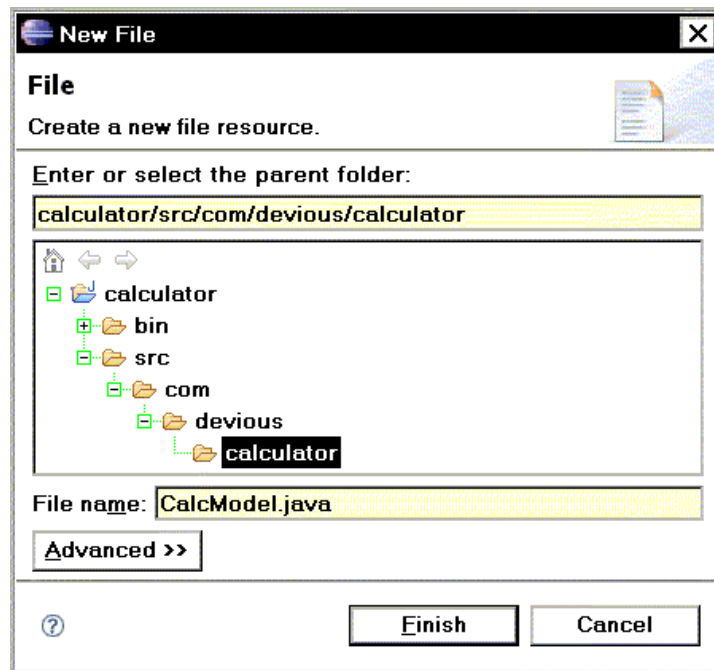 New File
File
Create a new file resource.
Enter or select the parent folder:
calculator/src/com/devious/calculator
calculator
bin
src
com
devious
calculator
File name: CalcModel.java
Advanced >>
Finish Cancel